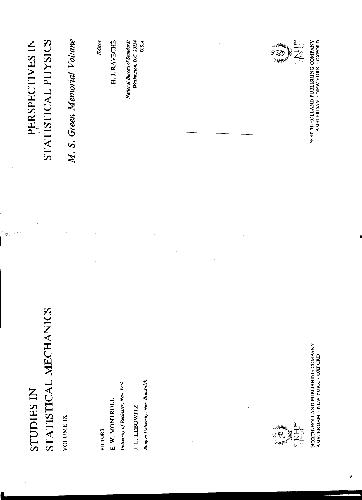 STUDIES IN
STATISTICAL MECHANICS
VOLUME IX
EDITORS
E. W. MONTROLL
University of Rochester, New York
J. L. LEBOWITZ
Rutgers University, New Brunswick
NORTH-HOLLAND PUBLISHING COMPANY
AMSTERDAM · NEW YORK · OXFORD
PERSPECTIVES IN
STATISTICAL PHYSICS
M. S. Green Memorial Volume
Editor
H. J. RAVECHÉ
National Bureau of Standards
Washington, DC 20234
U.S.A.
NORTH-HOLLAND PUBLISHING COMPANY
AMSTERDAM · NEW YORK · OXFORD